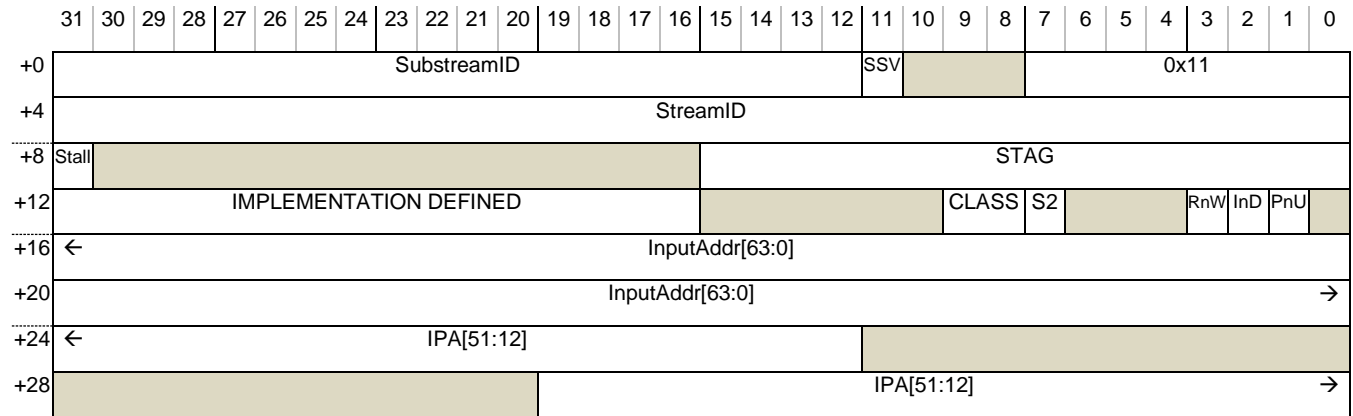 31 30 29 28 27 26 25 24 23 22 21 20 19 18 17 16 15 14 13 12 11 10 9 8 7 6 5 4 3 2 1 0
+0 SubstreamID SSV 0x11
+4 StreamID
+8 Stall STAG
+12 IMPLEMENTATION DEFINED CLASS S2 RnW InD PnU
+16 ← InputAddr[63:0]
+20 InputAddr[63:0] →
+24 ← IPA[51:12]
+28 IPA[51:12] →